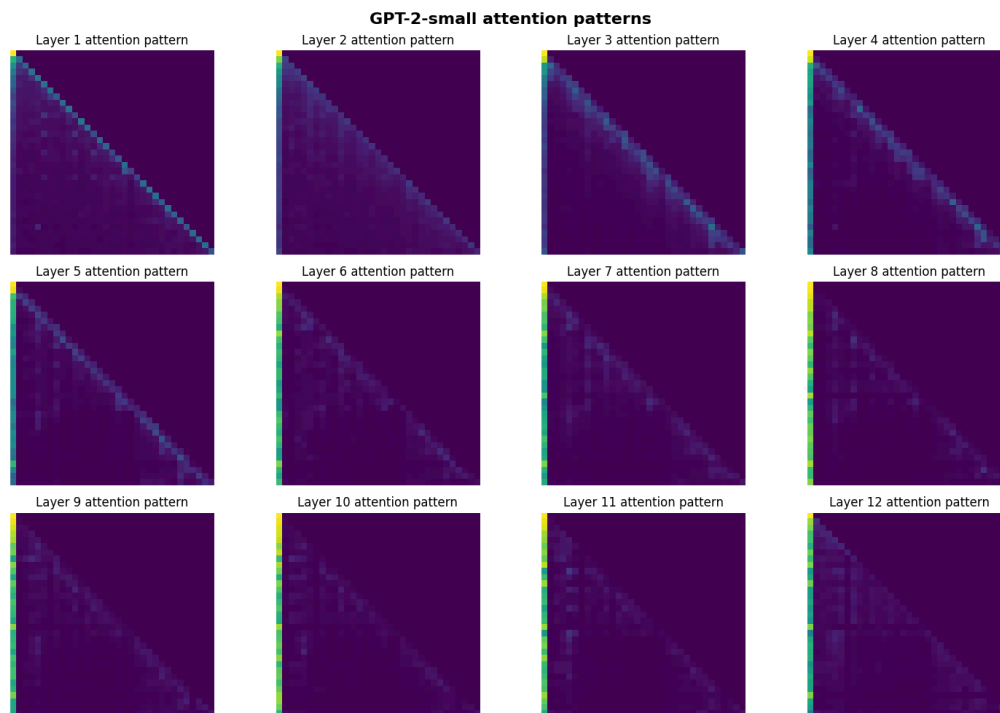 GPT-2-small attention patterns
Layer 1 attention pattern
Layer 2 attention pattern
Layer 3 attention pattern
Layer 4 attention pattern
Layer 5 attention pattern
Layer 6 attention pattern
Layer 7 attention pattern
Layer 8 attention pattern
Layer 9 attention pattern
Layer 10 attention pattern
Layer 11 attention pattern
Layer 12 attention pattern